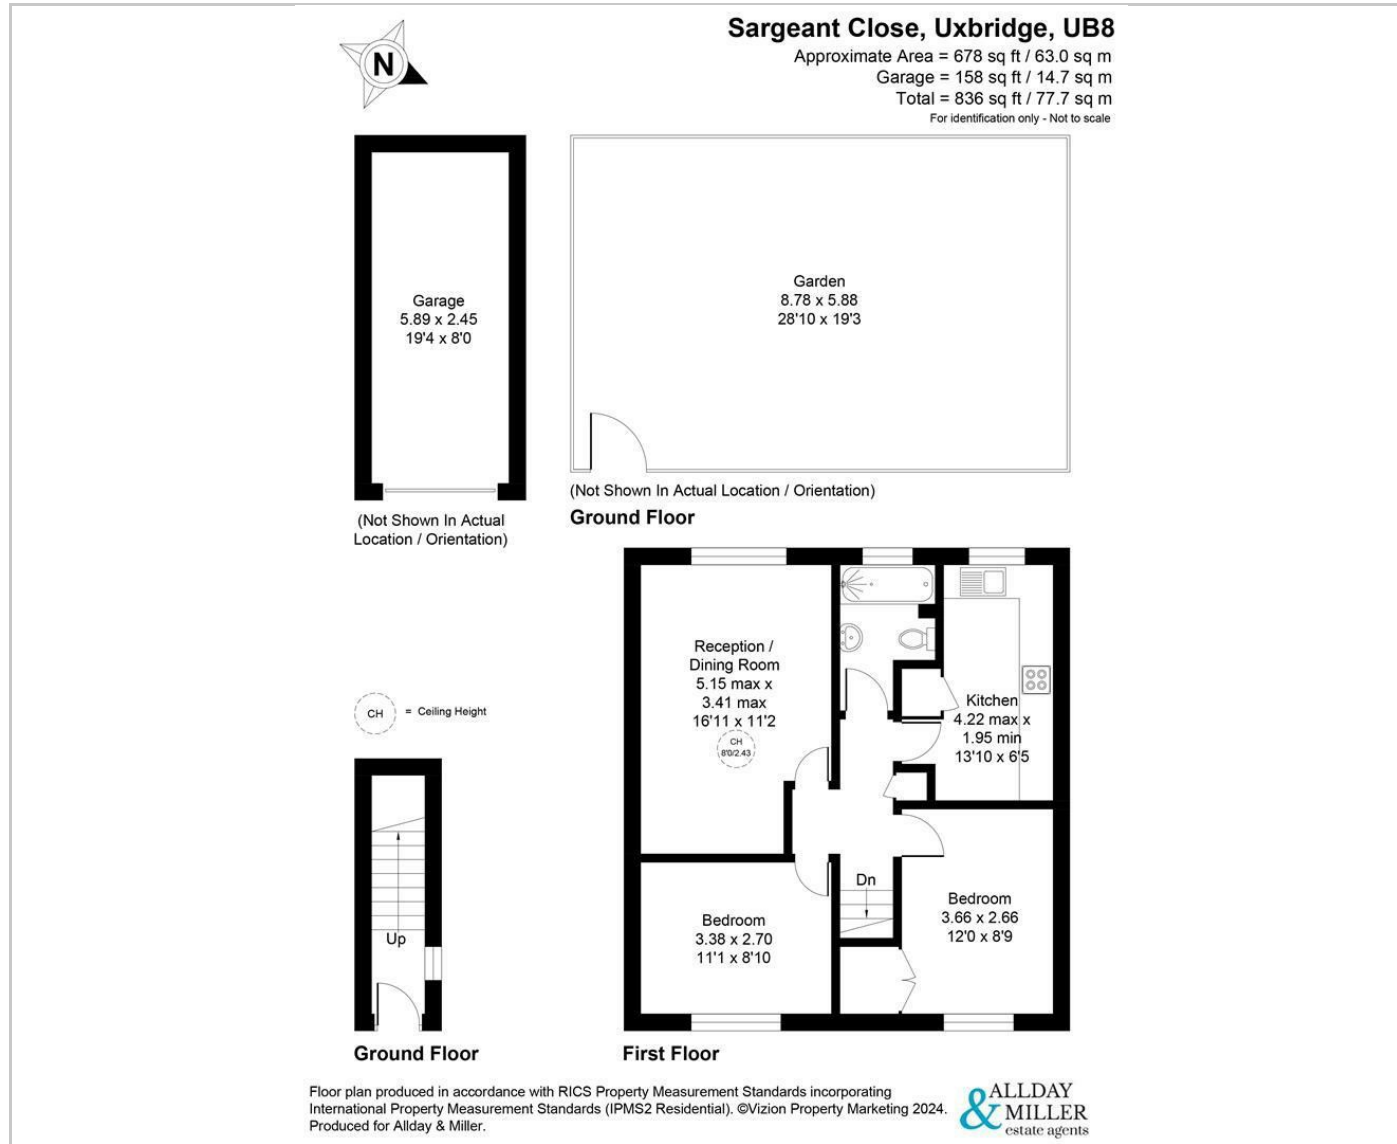 Sargeant Close, Uxbridge, UB8
Approximate Area = 678 sq ft / 63.0 sq m
Garage = 158 sq ft / 14.7 sq m
Total = 836 sq ft / 77.7 sq m
For identification only - Not to scale
N
Garage
5.89 x 2.45
19'4 x 8'0
(Not Shown In Actual
Location / Orientation)
Garden
8.78 x 5.88
28'10 x 19'3
(Not Shown In Actual Location / Orientation)
Ground Floor
CH
= Ceiling Height
Up
Ground Floor
Reception /
Dining Room
5.15 max x
3.41 max
16'11 x 11'2
CH
8'0/2.43
Kitchen
4.22 max x
1.95 min
13'10 x 6'5
Dn
Bedroom
3.38 x 2.70
11'1 x 8'10
Bedroom
3.66 x 2.66
12'0 x 8'9
First Floor
Floor plan produced in accordance with RICS Property Measurement Standards incorporating
International Property Measurement Standards (IPMS2 Residential). ©Vizion Property Marketing 2024.
Produced for Allday & Miller.
ALLDAY
& MILLER
estate agents